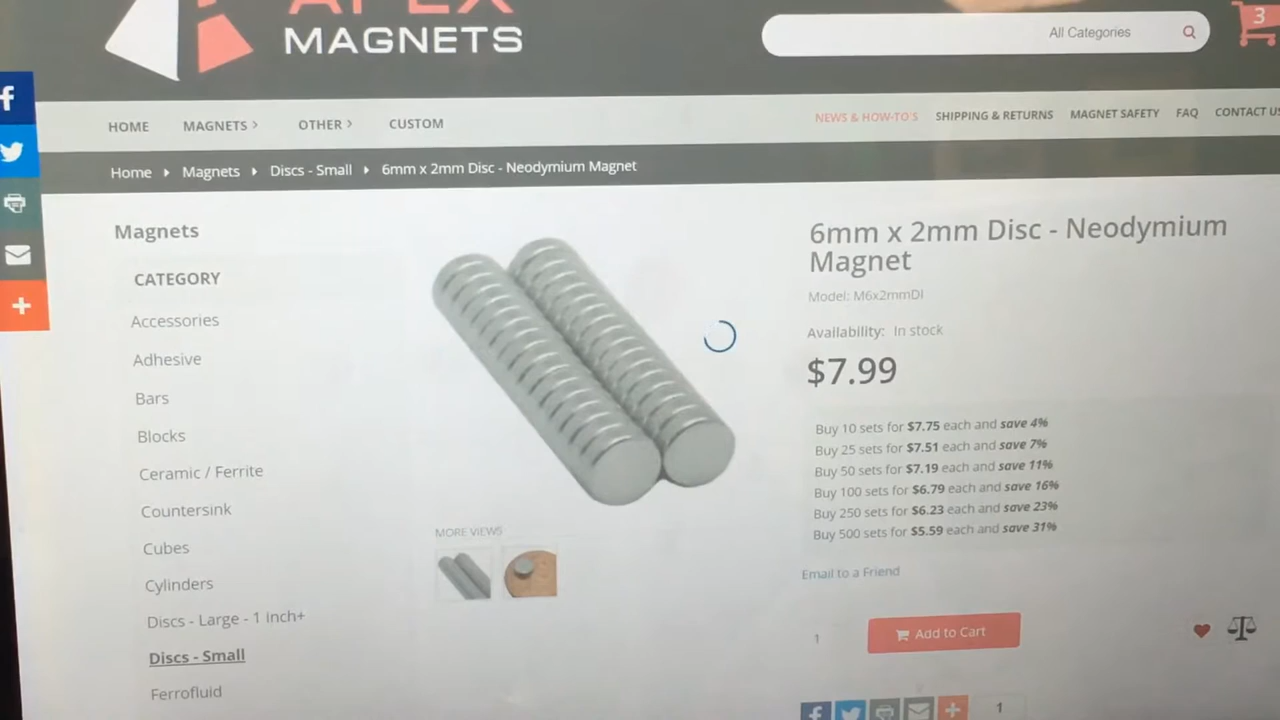 APEX
MAGNETS
All Categories
3
HOME
MAGNETS
OTHER
CUSTOM
NEWS & HOW-TO'S
SHIPPING & RETURNS
MAGNET SAFETY
FAQ
CONTACT US
Home
Magnets
Discs - Small
6mm x 2mm Disc - Neodymium Magnet
Magnets
CATEGORY
Accessories
Adhesive
Bars
Blocks
Ceramic / Ferrite
Countersink
Cubes
Cylinders
Discs - Large - 1 Inch+
Discs - Small
Ferrofluid
MORE VIEWS
6mm x 2mm Disc - Neodymium
Magnet
Model: M6x2mmDI
Availability: In stock
$7.99
Buy 10 sets for $7.75 each and save 4%
Buy 25 sets for $7.51 each and save 7%
Buy 50 sets for $7.19 each and save 11%
Buy 100 sets for $6.79 each and save 16%
Buy 250 sets for $6.23 each and save 23%
Buy 500 sets for $5.59 each and save 31%
Email to a Friend
1
Add to Cart
1